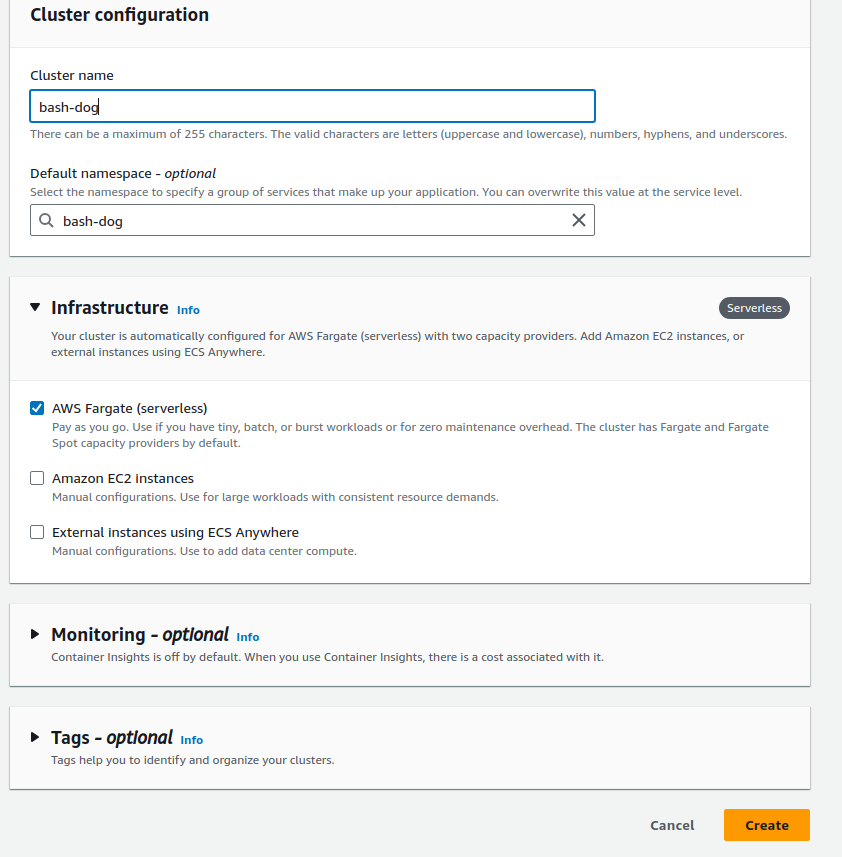 Cluster configuration
Cluster name
bash-dog
There can be a maximum of 255 characters. The valid characters are letters (uppercase and lowercase), numbers, hyphens, and underscores.
Default namespace - optional
Select the namespace to specify a group of services that make up your application. You can overwrite this value at the service level.
bash-dog
Infrastructure Info
Serverless
Your cluster is automatically configured for AWS Fargate (serverless) with two capacity providers. Add Amazon EC2 instances, or
external instances using ECS Anywhere.
AWS Fargate (serverless)
Pay as you go. Use if you have tiny, batch, or burst workloads or for zero maintenance overhead. The cluster has Fargate and Fargate
Spot capacity providers by default.
Amazon EC2 instances
Manual configurations. Use for large workloads with consistent resource demands.
External instances using ECS Anywhere
Manual configurations. Use to add data center compute.
Monitoring - optional Info
Container Insights is off by default. When you use Container Insights, there is a cost associated with it.
Tags - optional Info
Tags help you to identify and organize your clusters.
Cancel
Create